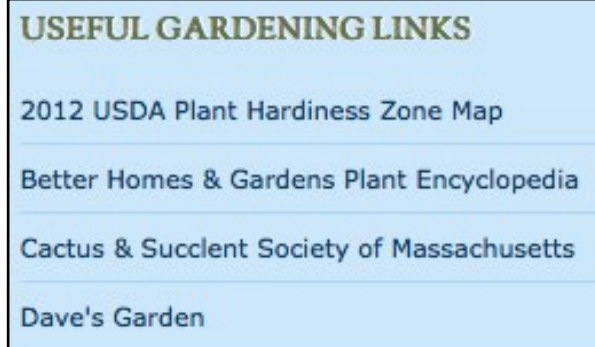 USEFUL GARDENING LINKS
2012 USDA Plant Hardiness Zone Map
Better Homes & Gardens Plant Encyclopedia
Cactus & Succlent Society of Massachusetts
Dave's Garden